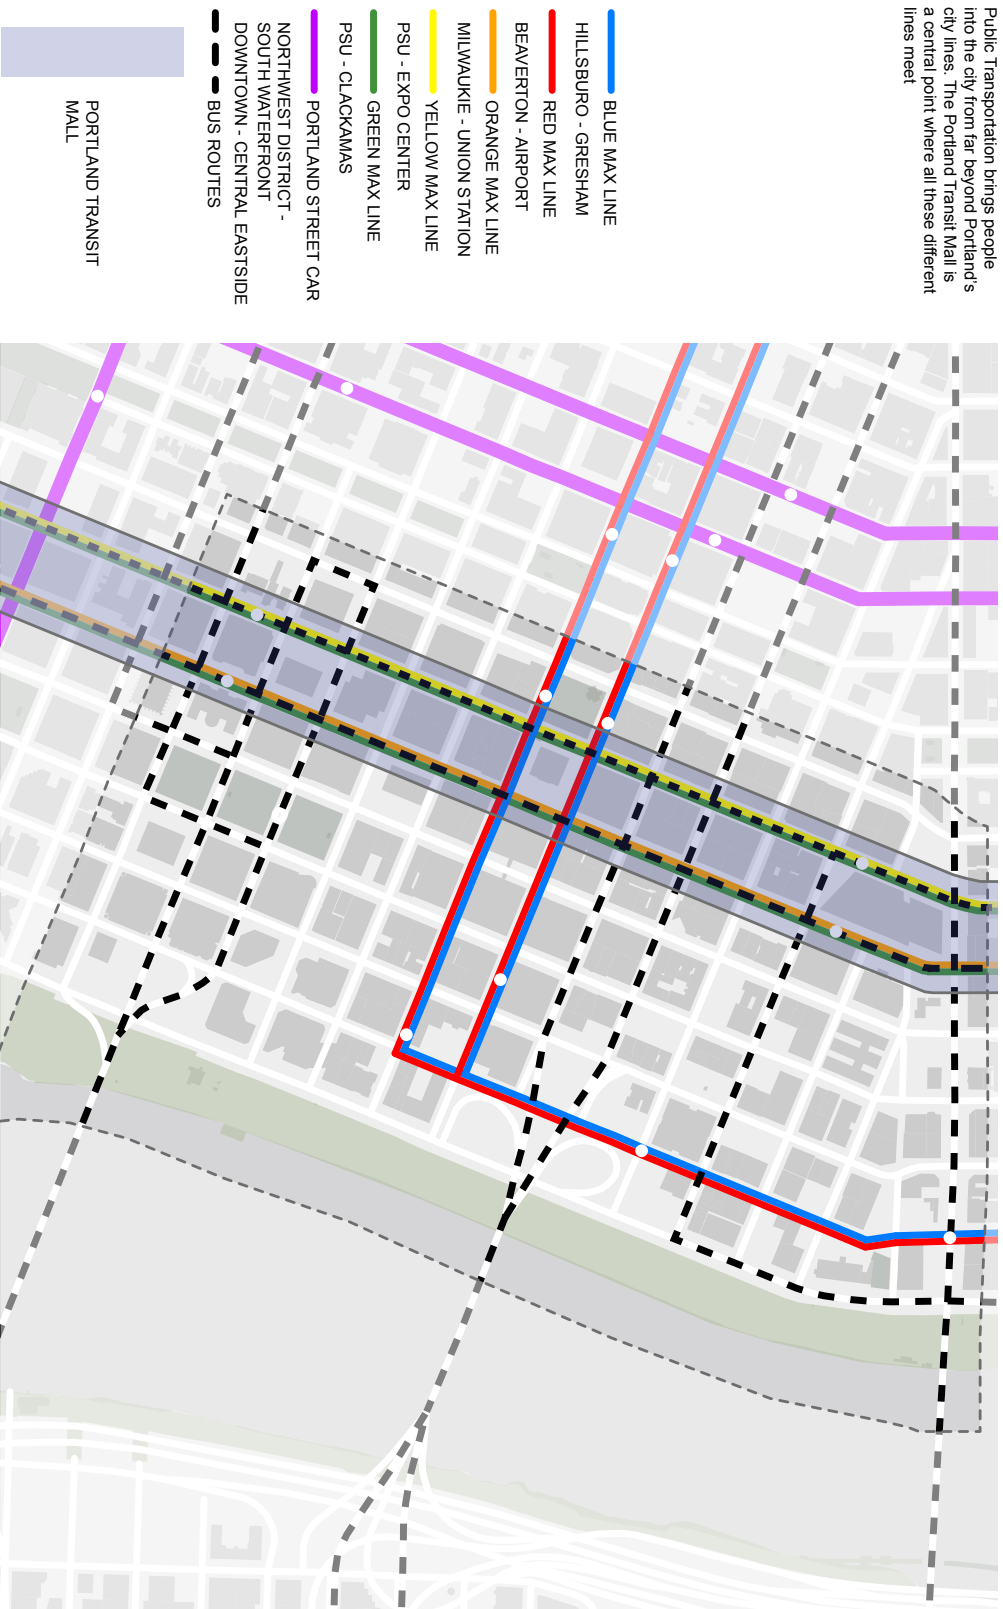 Public Transportation brings people
into the city from far beyond Portland's
city lines. The Portland Transit Mall is
a central point where all these different
lines meet
BLUE MAX LINE
HILLSBURO - GRESHAM
RED MAX LINE
BEAVERTON - AIRPORT
ORANGE MAX LINE
MILWAUKIE - UNION STATION
YELLOW MAX LINE
PSU - EXPO CENTER
GREEN MAX LINE
PSU - CLACKAMAS
PORTLAND STREET CAR
NORTHWEST DISTRICT -
SOUTH WATERFRONT
DOWNTOWN - CENTRAL EASTSIDE
BUS ROUTES
PORTLAND TRANSIT
MALL